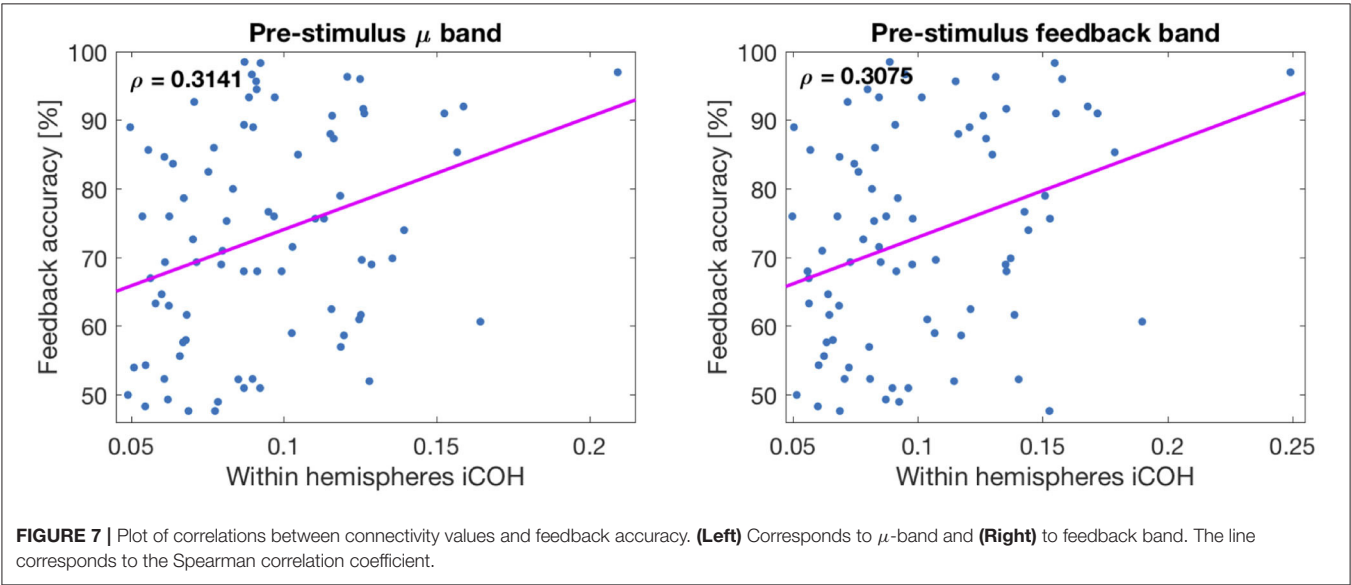 Pre-stimulus μ band
ρ = 0.3141
Feedback accuracy [%]
100
90
80
70
60
50
0.05
0.1
0.15
0.2
Within hemispheres iCOH
Pre-stimulus feedback band
ρ = 0.3075
Feedback accuracy [%]
100
90
80
70
60
50
0.05
0.1
0.15
0.2
0.25
Within hemispheres iCOH
FIGURE 7 | Plot of correlations between connectivity values and feedback accuracy. (Left) Corresponds to μ-band and (Right) to feedback band. The line
corresponds to the Spearman correlation coefficient.